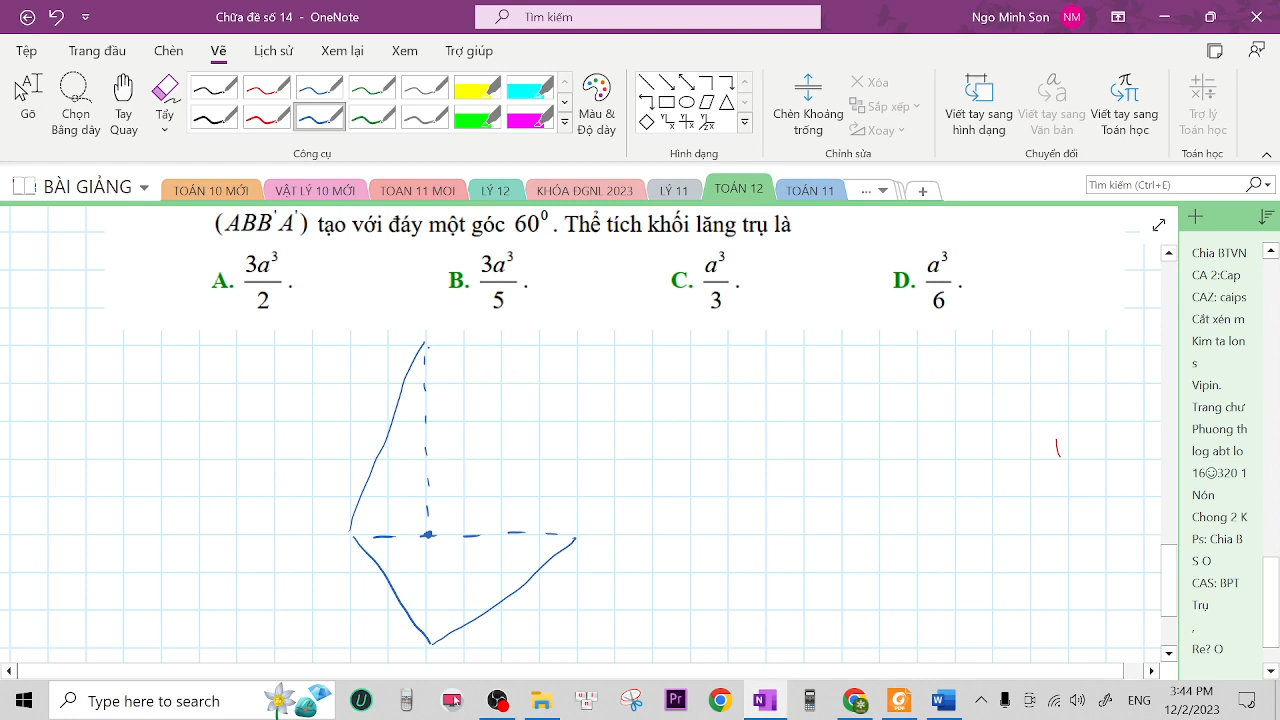 Chữa đề số 14 - OneNote
Tìm kiếm
Ngo Minh Son
NM
Tệp Trang đầu Chèn Vẽ Lịch sử Xem lại Xem Trợ giúp
Gõ
Chọn Bằng dây
Tay Quay
Tẩy
Màu & Độ dày
Chèn Khoảng trống
Xóa
Sắp xếp
Xoay
Viết tay sang hình dạng
Viết tay sang Văn bản
Viết tay sang Toán học
Trợ lý Toán học
Công cụ Hình dạng Chỉnh sửa Chuyển đổi Toán học
BÀI GIẢNG
TOÁN 10 MỚI
VẬT LÝ 10 MỚI
TOAN 11 MOI
LÝ 12
KHÓA ĐGNL 2023
LÝ 11
TOÁN 12
TOÁN 11
...
Tìm kiếm (Ctrl+E)
(ABB'A') tạo với đáy một góc 60⁰. Thể tích khối lăng trụ là
A. 3a³/2 . B. 3a³/5 . C. a³/3 . D. a³/6 .
Chia BTVN
CA 2:Cap
CAZ: caips
Cắt xén m
Kim ta lon
s
Vipin.
Trang chư
Phuong th
log abt lo
16☺320 1
Nón
Chong 2 K
Ps: Chia B
S O
CAS: BPT
Trụ
,
Re? O
Type here to search
ENG
3:44 PM
12/2/2023